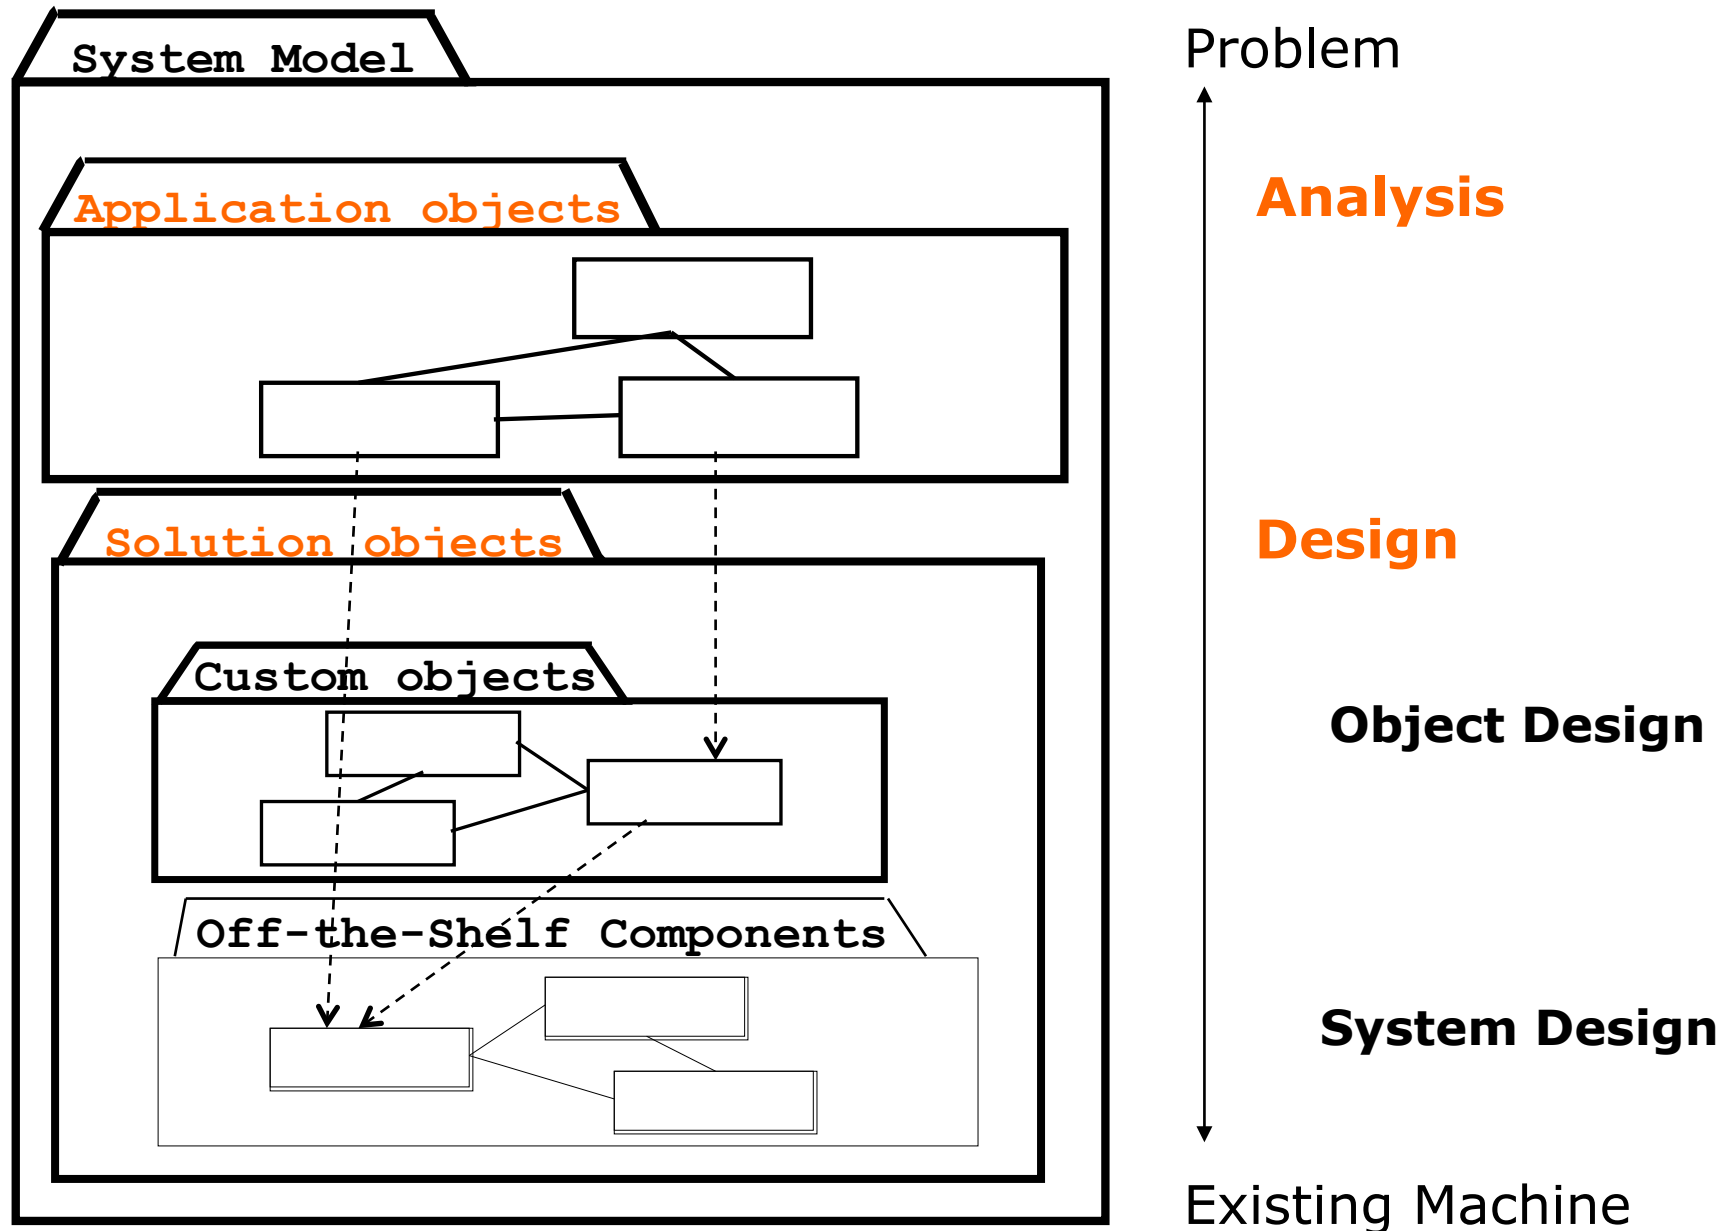 System Model
Problem
Application objects
Analysis
Solution objects
Design
Custom objects
Object Design
Off-the-Shelf Components
System Design
Existing Machine